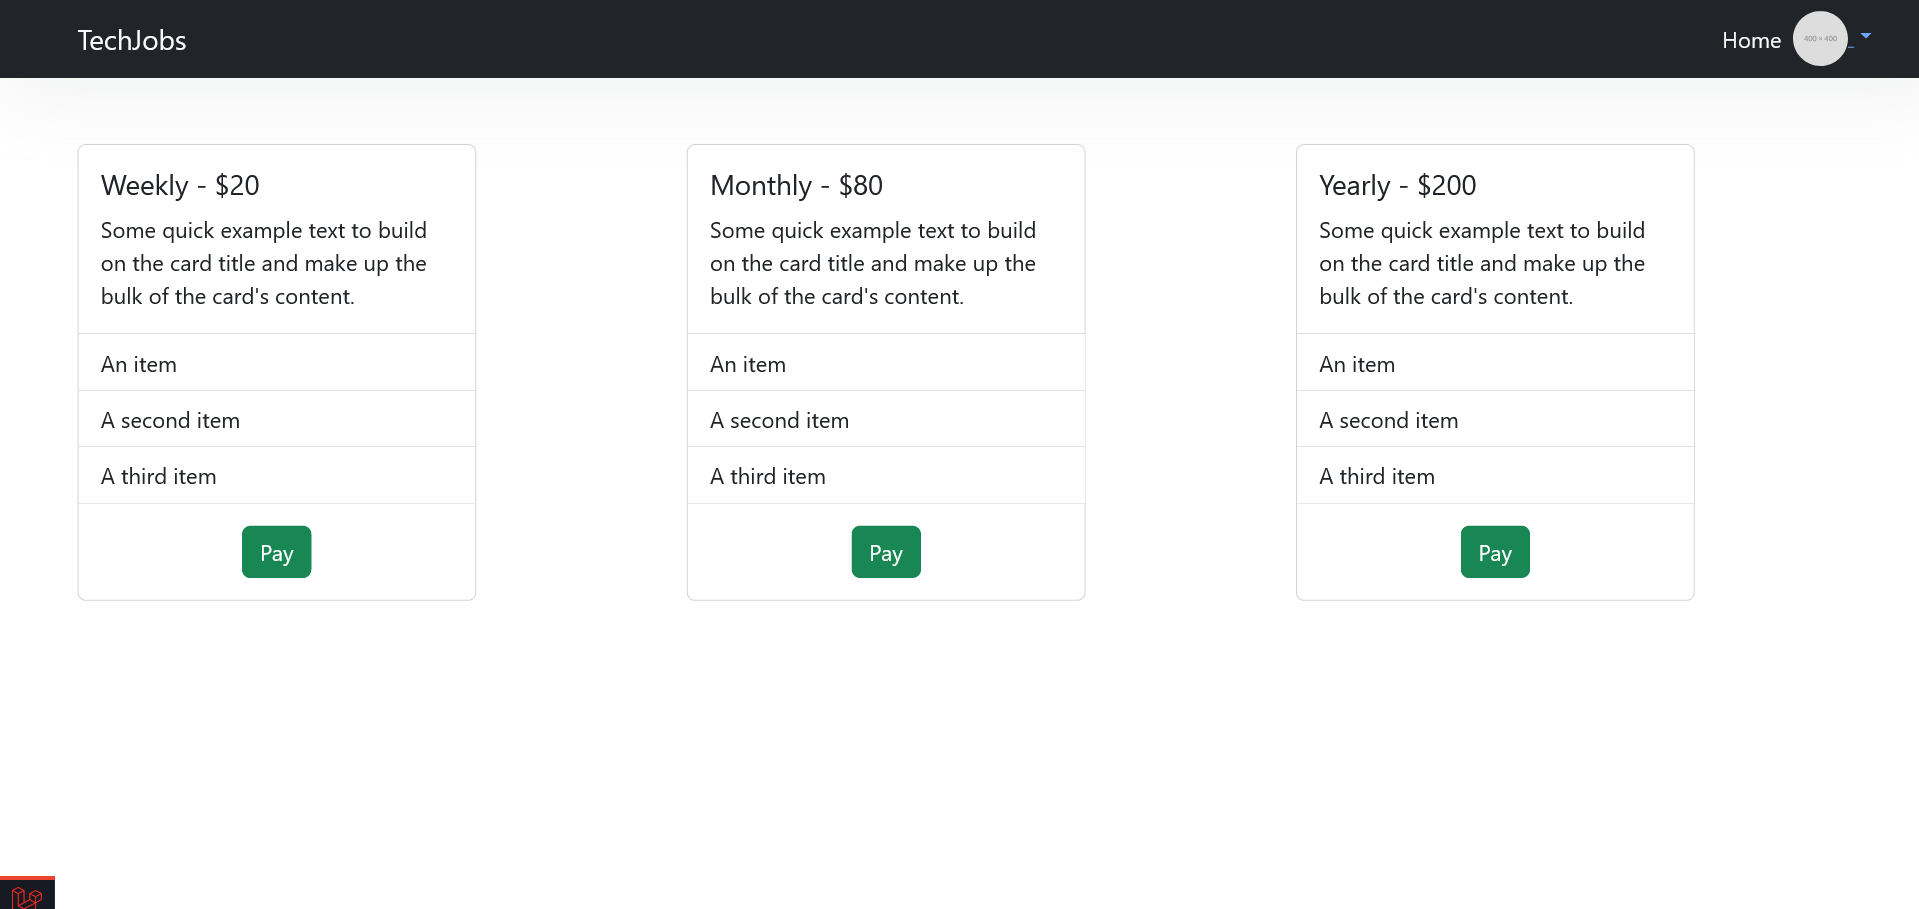 TechJobs
Home
400 × 400
Weekly - $20
Some quick example text to build
on the card title and make up the
bulk of the card's content.
An item
A second item
A third item
Pay
Monthly - $80
Some quick example text to build
on the card title and make up the
bulk of the card's content.
An item
A second item
A third item
Pay
Yearly - $200
Some quick example text to build
on the card title and make up the
bulk of the card's content.
An item
A second item
A third item
Pay